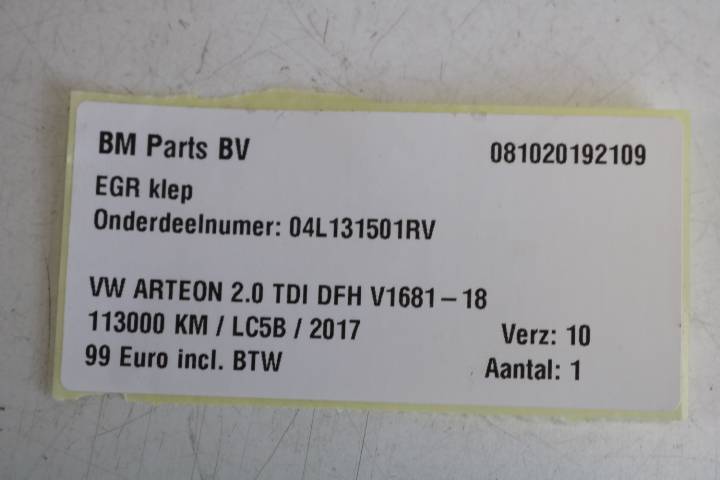 BM Parts BV 081020192109
EGR klep
Onderdeelnumer: 04L131501RV
VW ARTEON 2.0 TDI DFH V1681-18
113000 KM / LC5B / 2017 Verz: 10
99 Euro incl. BTW Aantal: 1